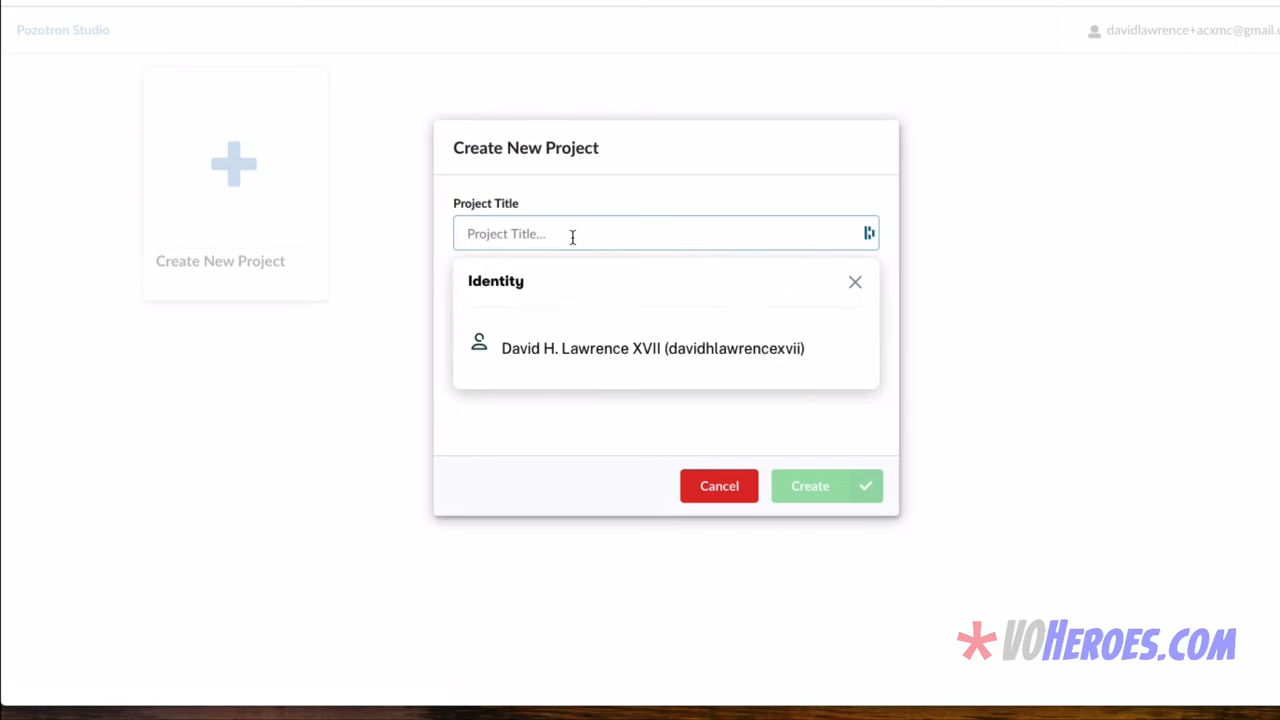 Pozotron Studio
davidlawrence+acxmc@gmail.c
Create New Project
Create New Project
Project Title
Project Title...
Identity
David H. Lawrence XVII (davidhlawrencexvii)
Cancel
Create
*VOHEROES.COM